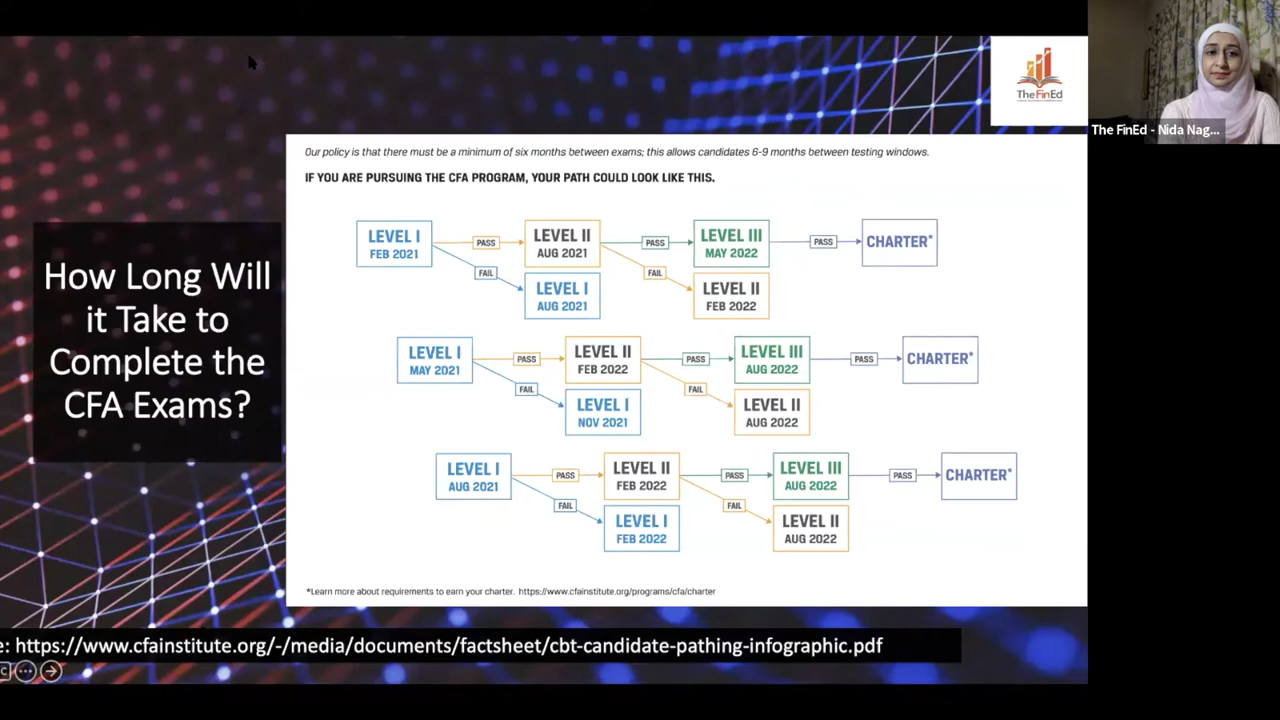 TheFinEd
The FinEd - Nida Nag...
Our policy is that there must be a minimum of six months between exams; this allows candidates 6-9 months between testing windows.
IF YOU ARE PURSUING THE CFA PROGRAM, YOUR PATH COULD LOOK LIKE THIS.
How Long Will
it Take to
Complete the
CFA Exams?
LEVEL I
FEB 2021
PASS
LEVEL II
AUG 2021
PASS
LEVEL III
MAY 2022
PASS
CHARTER*
FAIL
LEVEL I
AUG 2021
FAIL
LEVEL II
FEB 2022
LEVEL I
MAY 2021
PASS
LEVEL II
FEB 2022
PASS
LEVEL III
AUG 2022
PASS
CHARTER*
FAIL
LEVEL I
NOV 2021
FAIL
LEVEL II
AUG 2022
LEVEL I
AUG 2021
PASS
LEVEL II
FEB 2022
PASS
LEVEL III
AUG 2022
PASS
CHARTER*
FAIL
LEVEL I
FEB 2022
FAIL
LEVEL II
AUG 2022
*Learn more about requirements to earn your charter. https://www.cfainstitute.org/programs/cfa/charter
e: https://www.cfainstitute.org/-/media/documents/factsheet/cbt-candidate-pathing-infographic.pdf